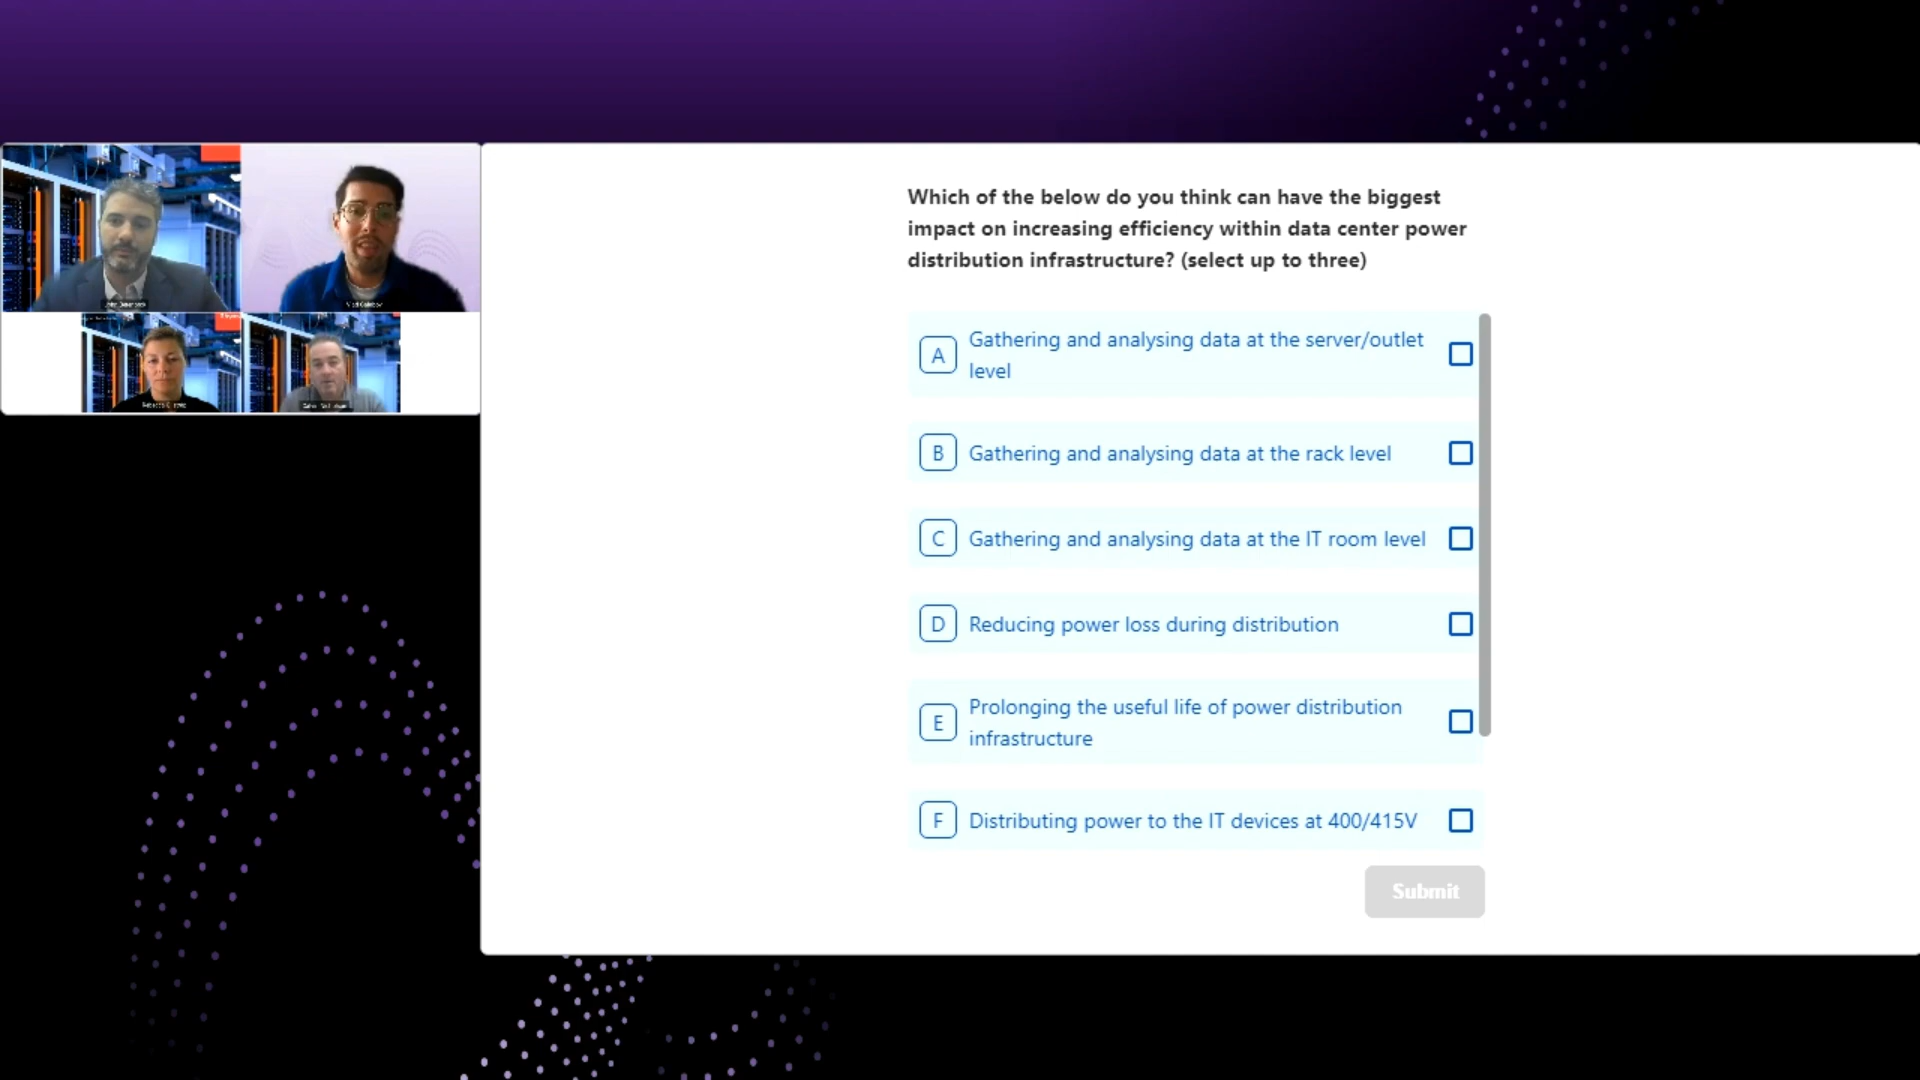 Which of the below do you think can have the biggest
impact on increasing efficiency within data center power
distribution infrastructure? (select up to three)
A
Gathering and analysing data at the server/outlet
level
B
Gathering and analysing data at the rack level
C
Gathering and analysing data at the IT room level
D
Reducing power loss during distribution
E
Prolonging the useful life of power distribution
infrastructure
F
Distributing power to the IT devices at 400/415V
Submit